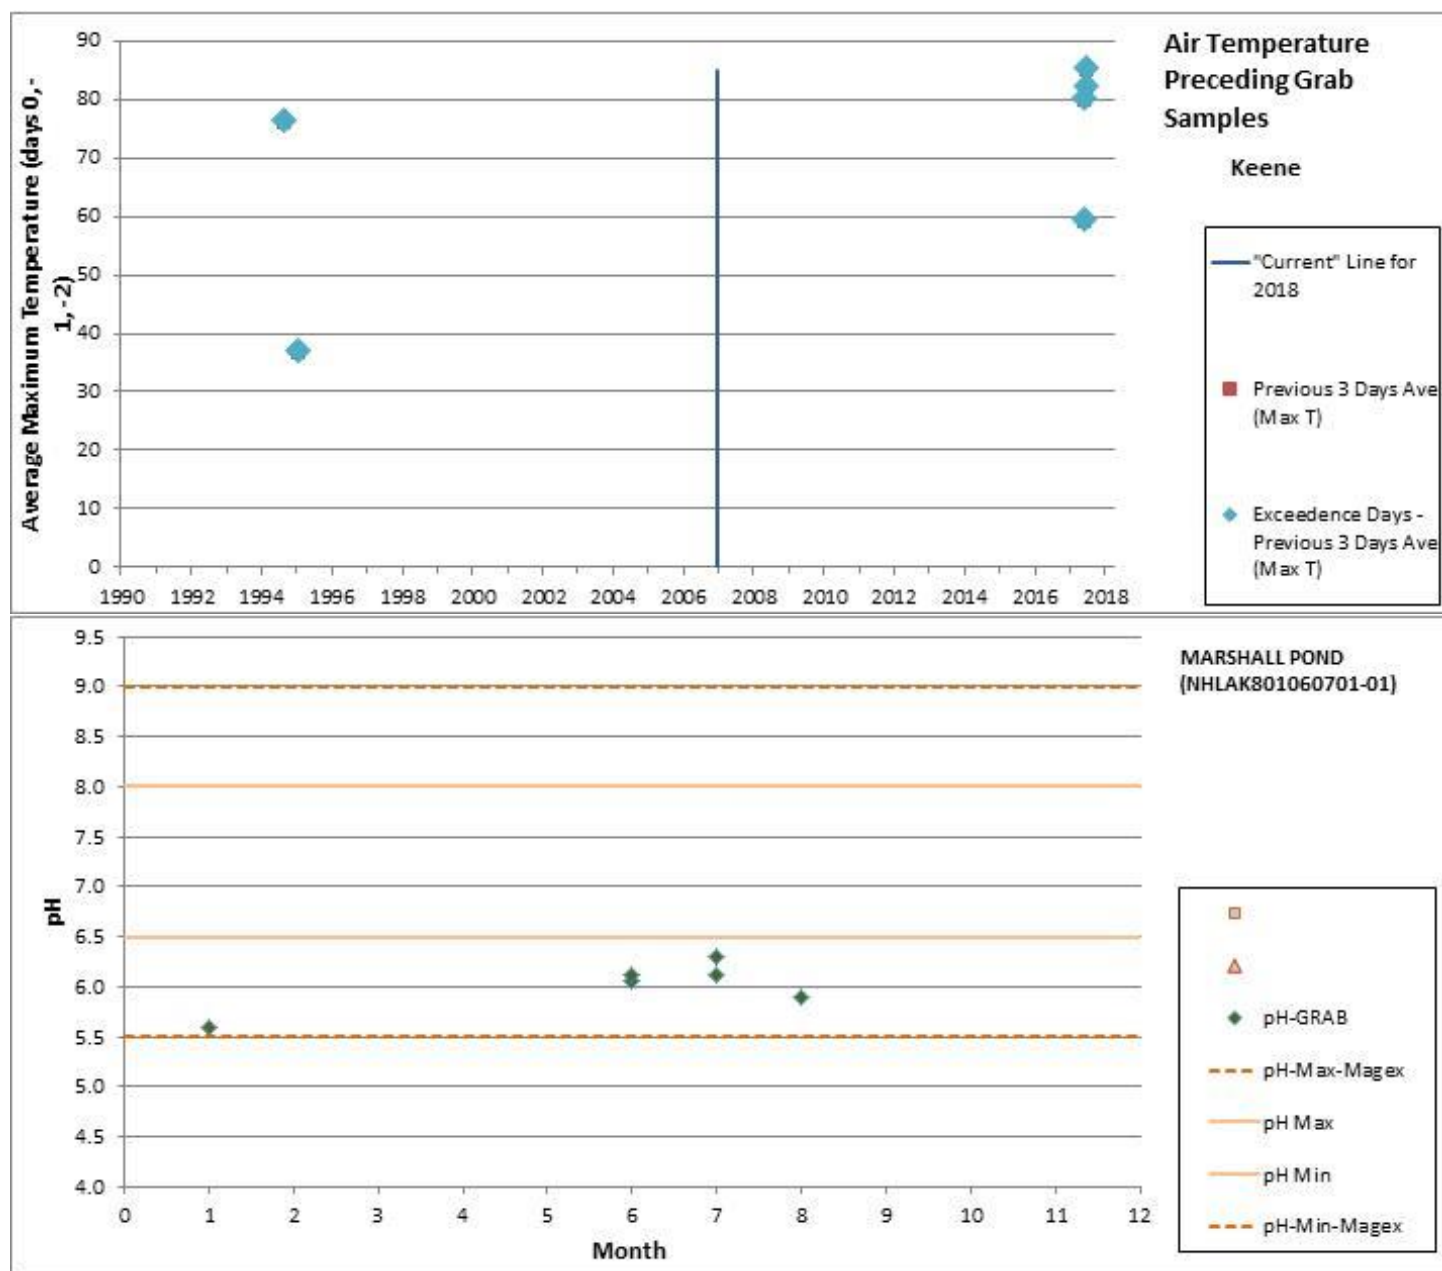 Air Temperature
Preceding Grab
Samples
Keene
Average Maximum Temperature (days 0, -
1, -2)
90
80
70
60
50
40
30
20
10
0
1990 1992 1994 1996 1998 2000 2002 2004 2006 2008 2010 2012 2014 2016 2018
"Current" Line for
2018
Previous 3 Days Ave
(Max T)
Exceedence Days -
Previous 3 Days Ave
(Max T)
MARSHALL POND
(NHLAK801060701-01)
pH
9.5
9.0
8.5
8.0
7.5
7.0
6.5
6.0
5.5
5.0
4.5
4.0
0 1 2 3 4 5 6 7 8 9 10 11 12
Month
pH-GRAB
pH-Max-Magex
pH Max
pH Min
pH-Min-Magex